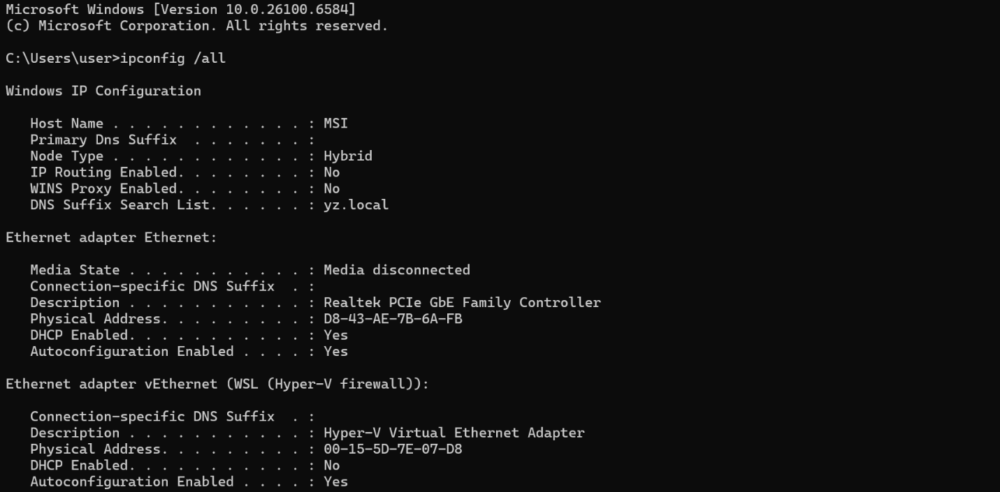 Microsoft Windows [Version 10.0.26100.6584]
(c) Microsoft Corporation. All rights reserved.
C:\Users\user>ipconfig /all
Windows IP Configuration
Host Name . . . . . . . . . . . . : MSI
Primary Dns Suffix  . . . . . . . :
Node Type . . . . . . . . . . . . : Hybrid
IP Routing Enabled. . . . . . . . : No
WINS Proxy Enabled. . . . . . . . : No
DNS Suffix Search List. . . . . . : yz.local
Ethernet adapter Ethernet:
Media State . . . . . . . . . . . : Media disconnected
Connection-specific DNS Suffix  . :
Description . . . . . . . . . . . : Realtek PCIe GbE Family Controller
Physical Address. . . . . . . . . : D8-43-AE-7B-6A-FB
DHCP Enabled. . . . . . . . . . . : Yes
Autoconfiguration Enabled . . . . : Yes
Ethernet adapter vEthernet (WSL (Hyper-V firewall)):
Connection-specific DNS Suffix  . :
Description . . . . . . . . . . . : Hyper-V Virtual Ethernet Adapter
Physical Address. . . . . . . . . : 00-15-5D-7E-07-D8
DHCP Enabled. . . . . . . . . . . : No
Autoconfiguration Enabled . . . . : Yes